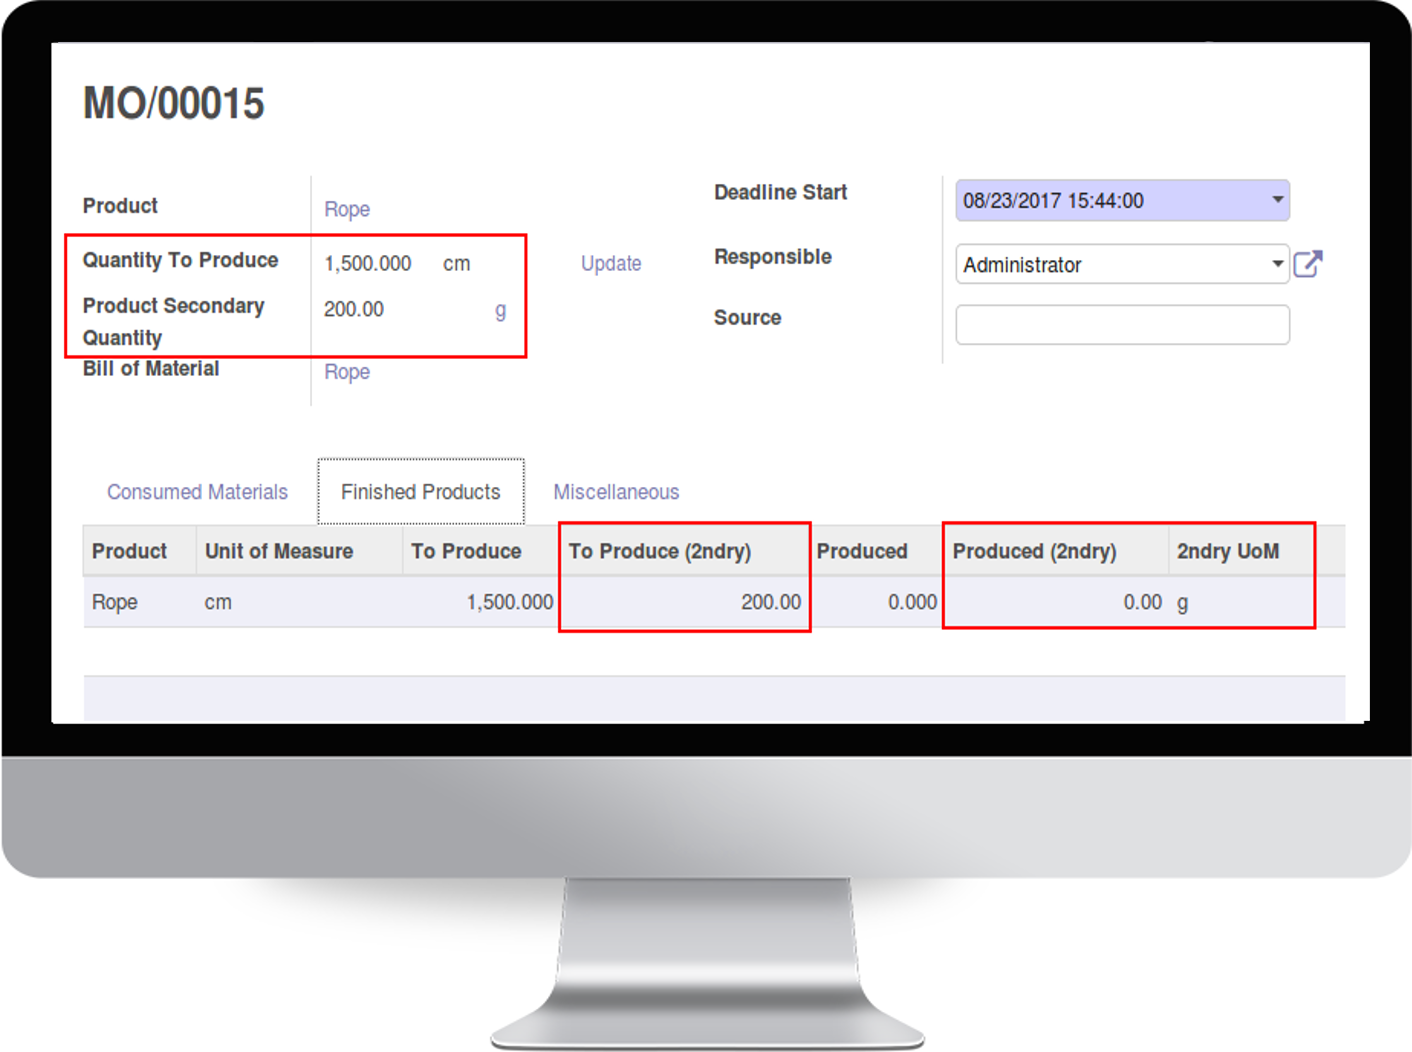 MO/00015
Product
Rope
Quantity To Produce
1,500.000 cm
Update
Product Secondary
Quantity
200.00 g
Bill of Material
Rope
Deadline Start
08/23/2017 15:44:00
Responsible
Administrator
Source
Consumed Materials Finished Products Miscellaneous
Product Unit of Measure To Produce To Produce (2ndry) Produced Produced (2ndry) 2ndry UoM
Rope cm 1,500.000 200.00 0.000 0.00 g